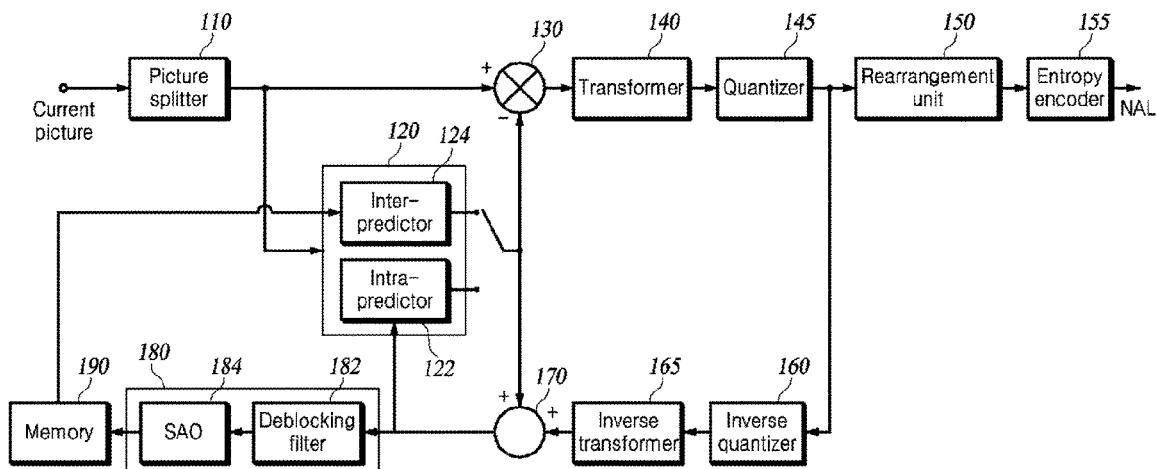 110
130
140
145
150
155
Picture
splitter
+
Transformer
Quantizer
Rearrangement
unit
Entropy
encoder
Current
picture
−
NAL
120
124
Inter-
predictor
Intra-
predictor
122
190
180
184
182
+
170
+
165
160
Memory
SAO
Deblocking
filter
Inverse
transformer
Inverse
quantizer